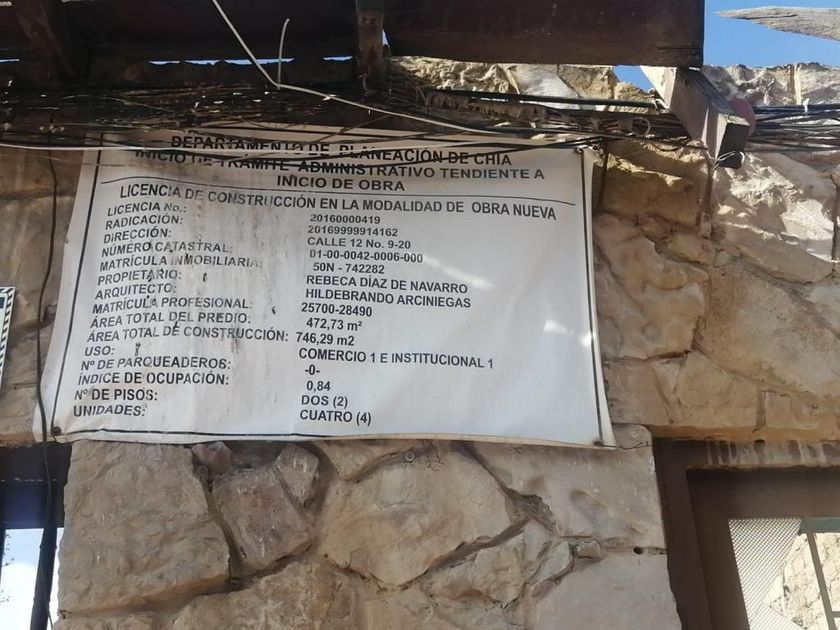 DEPARTAMENTO DE PLANEACIÓN DE CHIA
INICIO DE TRÁMITE ADMINISTRATIVO TENDIENTE A
INICIO DE OBRA
LICENCIA DE CONSTRUCCIÓN EN LA MODALIDAD DE OBRA NUEVA
LICENCIA No.: 20160000419
RADICACIÓN: 20169999914162
DIRECCIÓN: CALLE 12 No. 9-20
NÚMERO CATASTRAL: 01-00-0042-0006-000
MATRÍCULA INMOBILIARIA: 50N - 742282
PROPIETARIO: REBECA DÍAZ DE NAVARRO
ARQUITECTO: HILDEBRANDO ARCINIEGAS
MATRÍCULA PROFESIONAL: 25700-28490
ÁREA TOTAL DEL PREDIO: 472,73 m²
ÁREA TOTAL DE CONSTRUCCIÓN: 746,29 m2
USO: COMERCIO 1 E INSTITUCIONAL 1
Nº DE PARQUEADEROS: -0-
ÍNDICE DE OCUPACIÓN: 0,84
Nº DE PISOS: DOS (2)
UNIDADES: CUATRO (4)